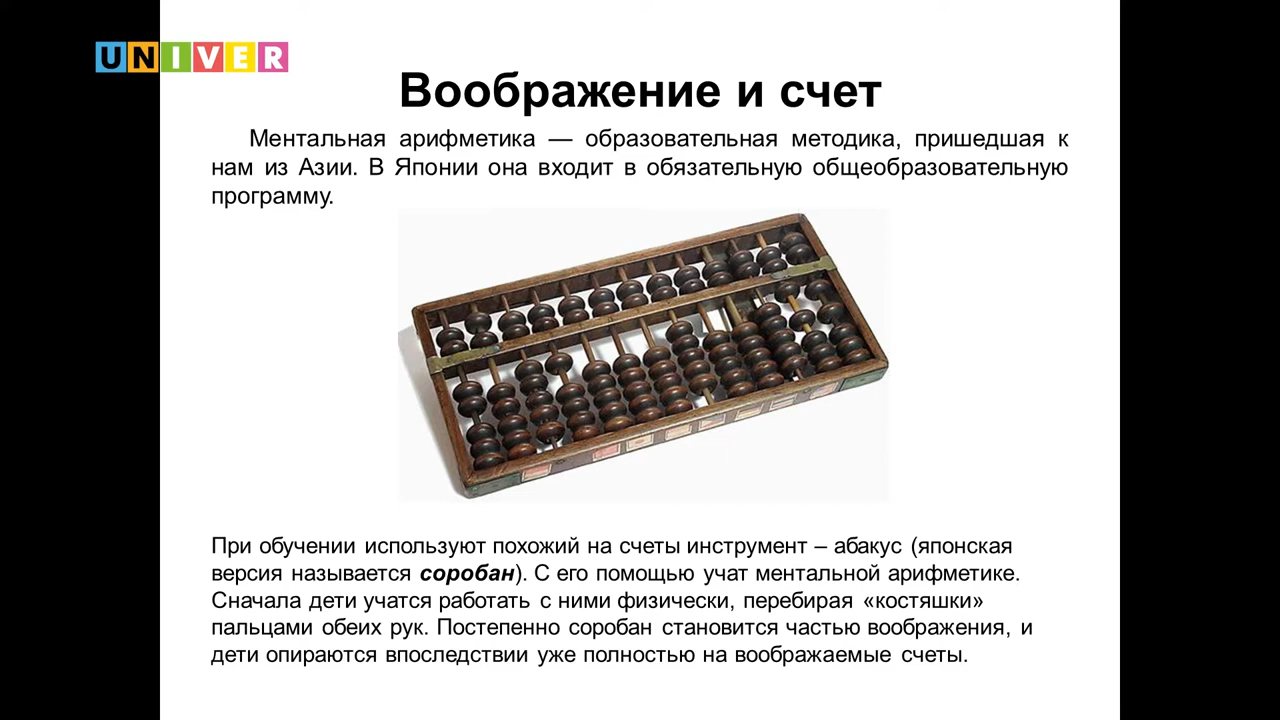 UNIVER
Воображение и счет
Ментальная арифметика — образовательная методика, пришедшая к
нам из Азии. В Японии она входит в обязательную общеобразовательную
программу.
При обучении используют похожий на счеты инструмент – абакус (японская
версия называется соробан). С его помощью учат ментальной арифметике.
Сначала дети учатся работать с ними физически, перебирая «костяшки»
пальцами обеих рук. Постепенно соробан становится частью воображения, и
дети опираются впоследствии уже полностью на воображаемые счеты.